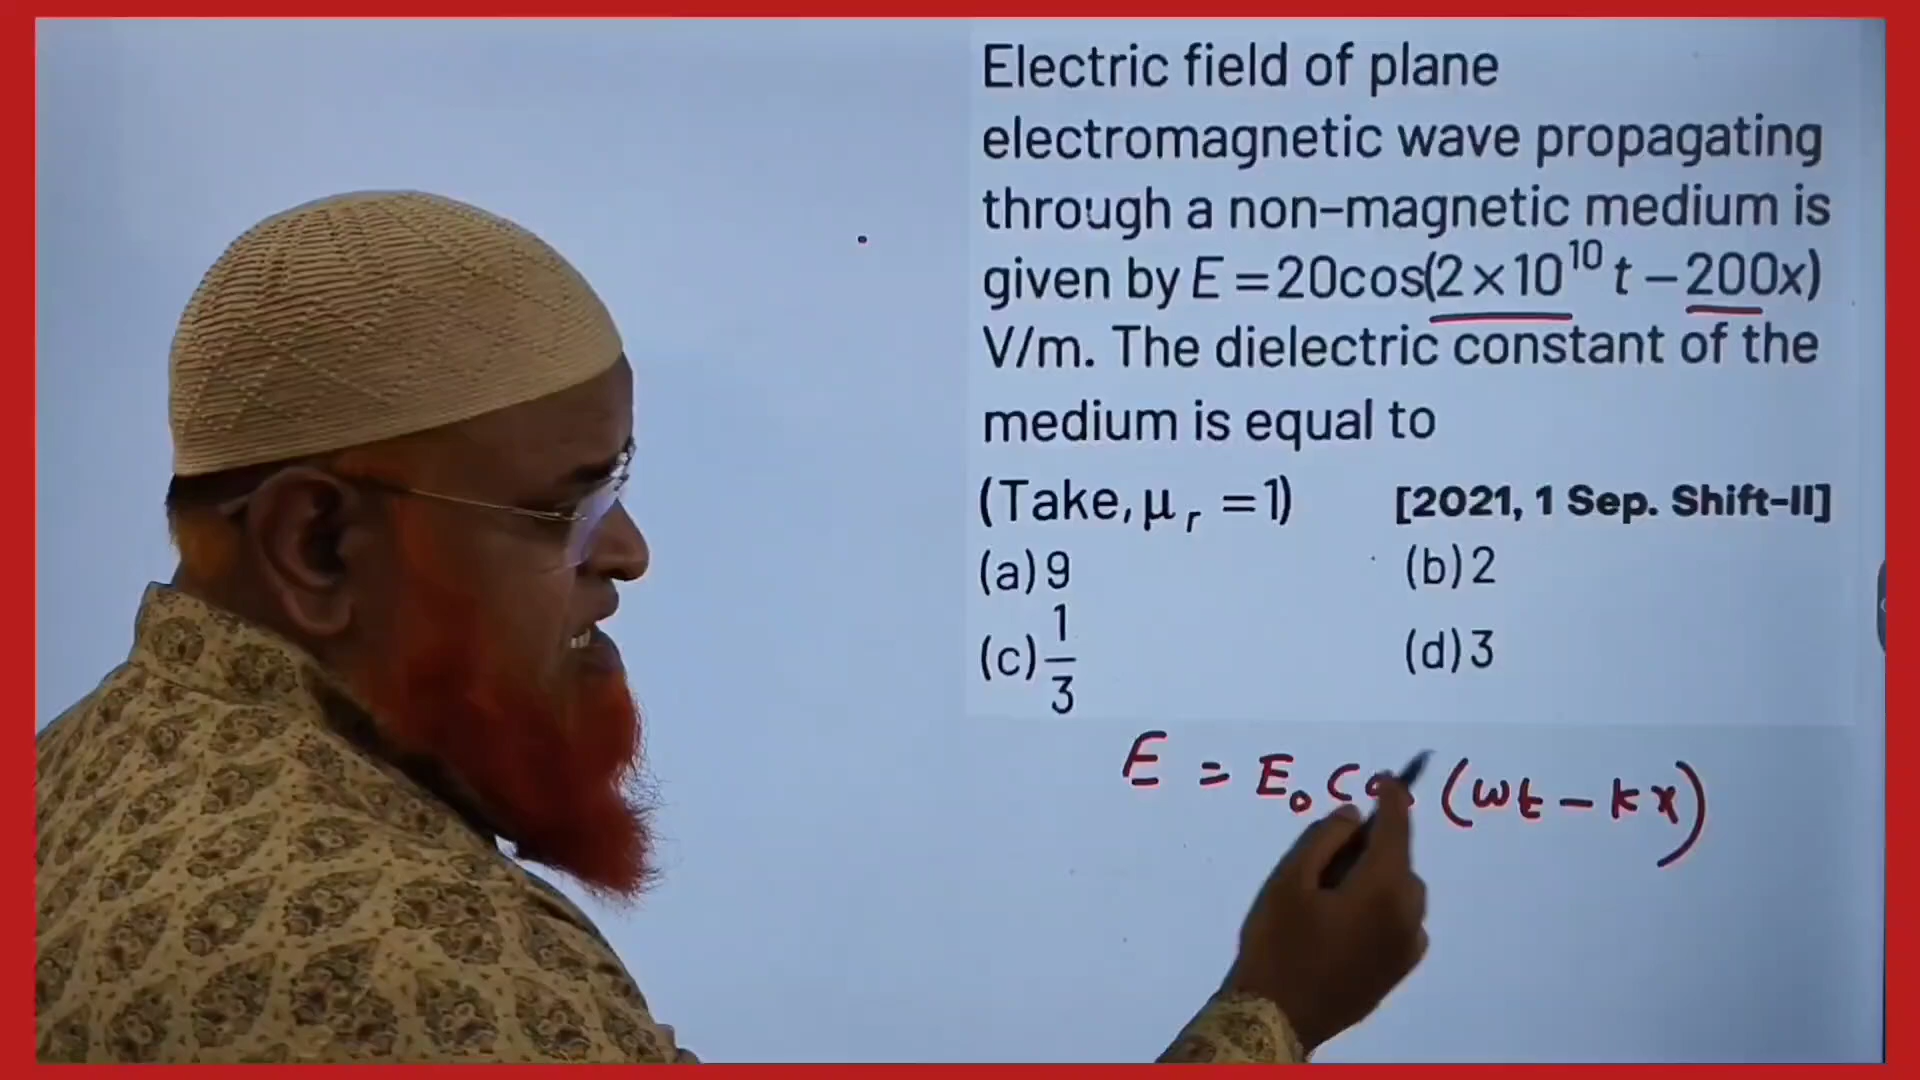 Electric field of plane
electromagnetic wave propagating
through a non-magnetic medium is
given by E = 20cos(2×10¹⁰ t − 200x)
V/m. The dielectric constant of the
medium is equal to
(Take, μᵣ = 1) [2021, 1 Sep. Shift-II]
(a) 9 (b) 2
(c) 1/3 (d) 3
E = E₀ Cos (ωt − kx)